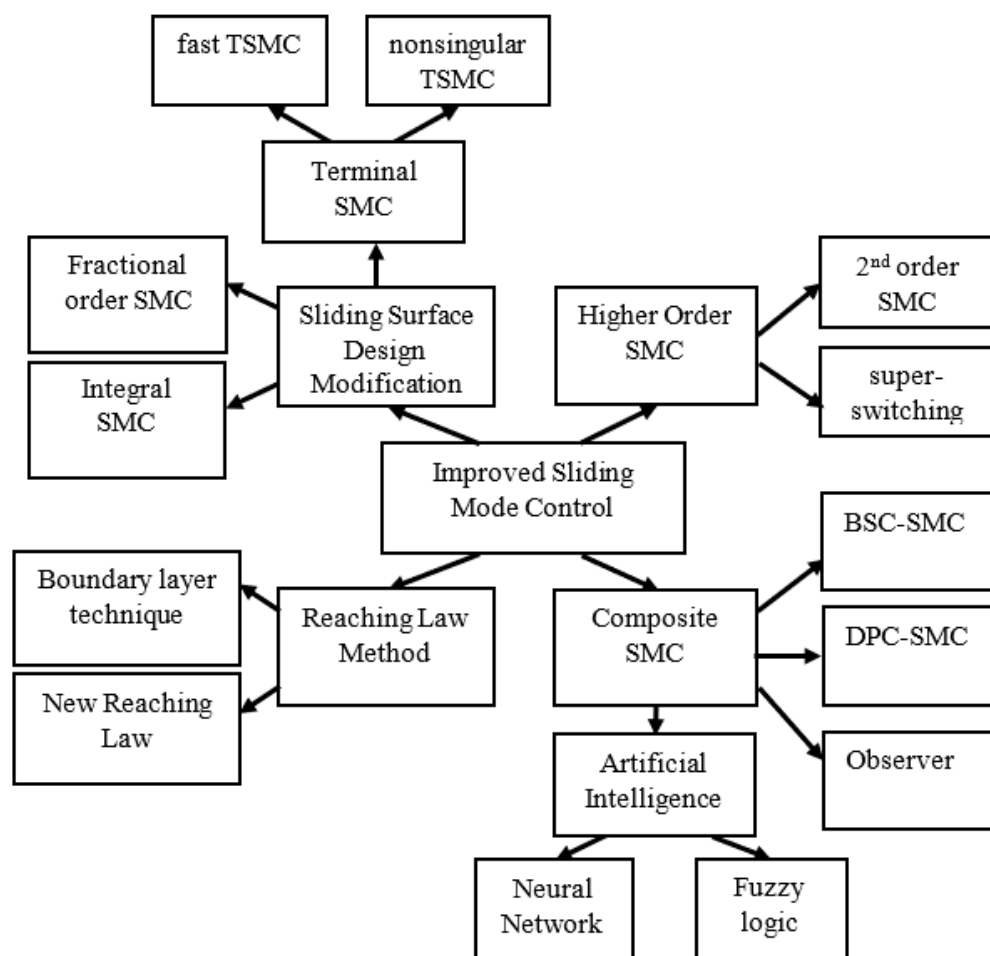 fast TSMC
nonsingular
TSMC
Terminal
SMC
Fractional
order SMC
Sliding Surface
Design
Modification
Higher Order
SMC
2nd order
SMC
Integral
SMC
super-
switching
Improved Sliding
Mode Control
BSC-SMC
Boundary layer
technique
Reaching Law
Method
Composite
SMC
DPC-SMC
New Reaching
Law
Artificial
Intelligence
Observer
Neural
Network
Fuzzy
logic